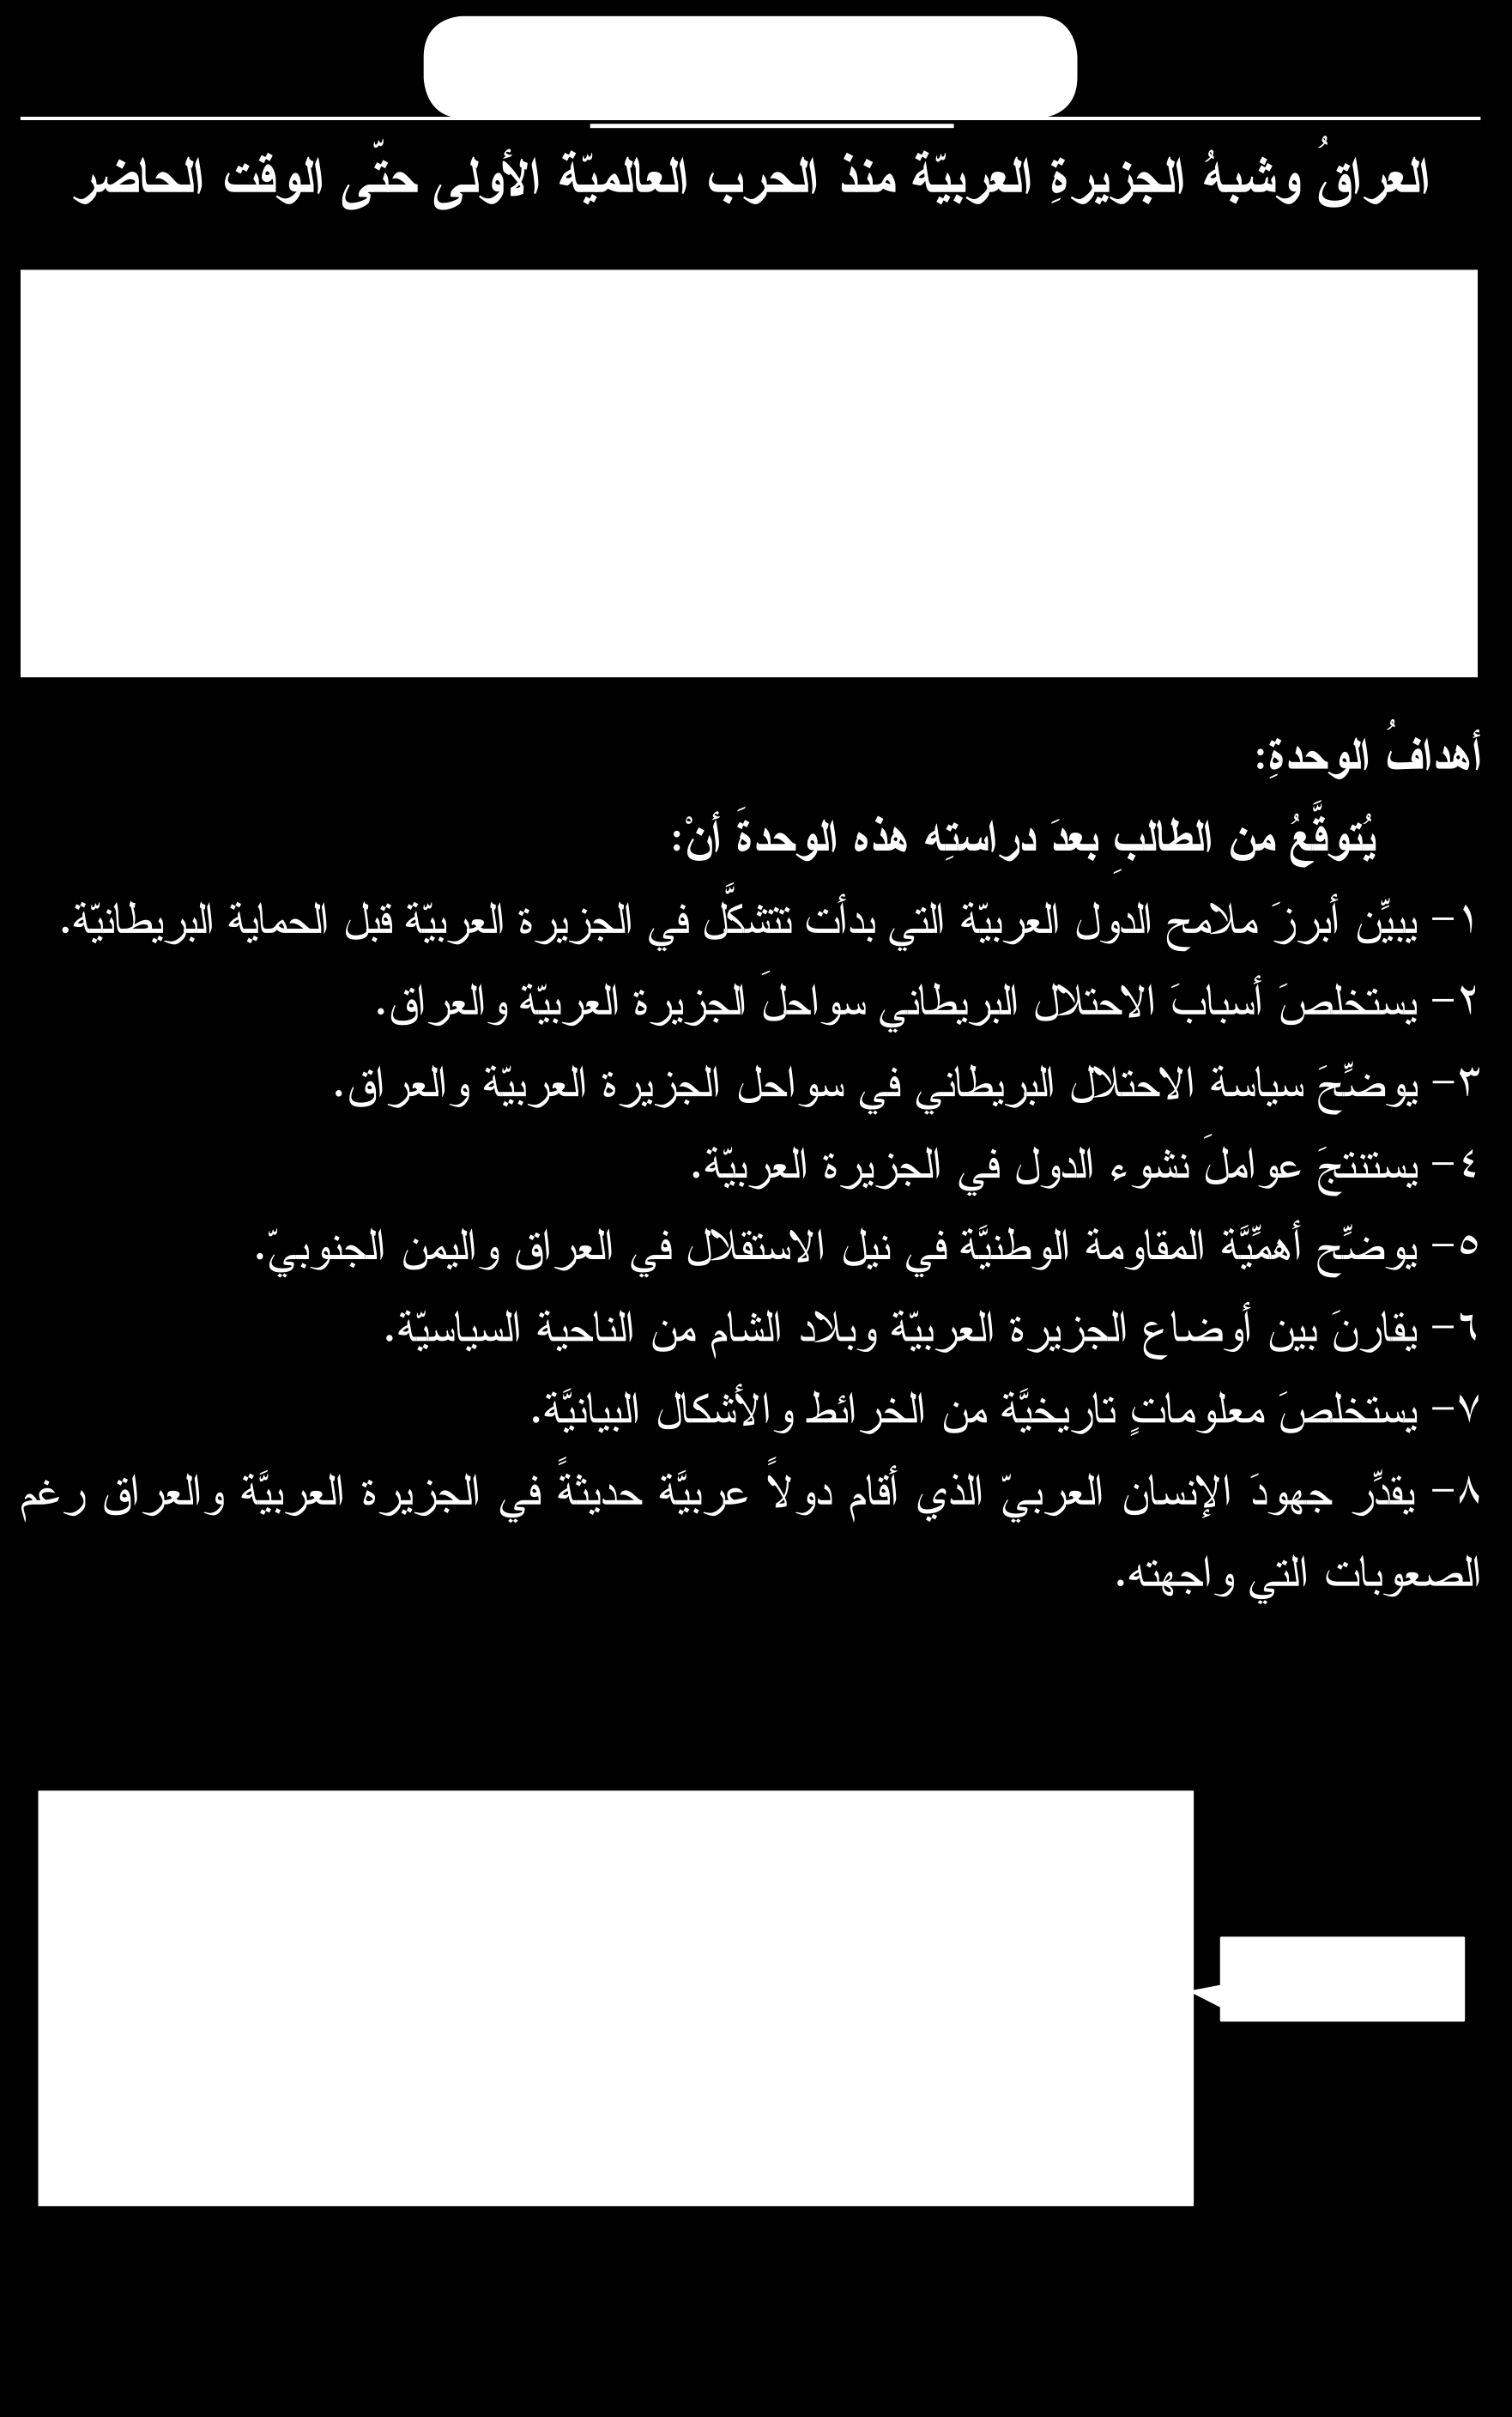 العراقُ وشبهُ الجزيرةِ العربيّة منذ الحرب العالميّة الأولى حتّى الوقت الحاضر
أهدافُ الوحدةِ:
يُتوقَّعُ من الطالبِ بعدَ دراستِه هذه الوحدةَ أنْ:
١- يبيِّن أبرزَ ملامح الدول العربيّة التي بدأت تتشكَّل في الجزيرة العربيّة قبل الحماية البريطانيّة.
٢- يستخلصَ أسبابَ الاحتلال البريطاني سواحلَ الجزيرة العربيّة والعراق.
٣- يوضِّحَ سياسة الاحتلال البريطاني في سواحل الجزيرة العربيّة والعراق.
٤- يستنتجَ عواملَ نشوء الدول في الجزيرة العربيّة.
٥- يوضِّح أهمِّيَّة المقاومة الوطنيَّة في نيل الاستقلال في العراق واليمن الجنوبيّ.
٦- يقارنَ بين أوضاع الجزيرة العربيّة وبلاد الشام من الناحية السياسيّة.
٧- يستخلصَ معلوماتٍ تاريخيَّة من الخرائط والأشكال البيانيَّة.
٨- يقدِّر جهودَ الإنسان العربيّ الذي أقام دولاً عربيَّة حديثةً في الجزيرة العربيَّة والعراق رغم
الصعوبات التي واجهته.